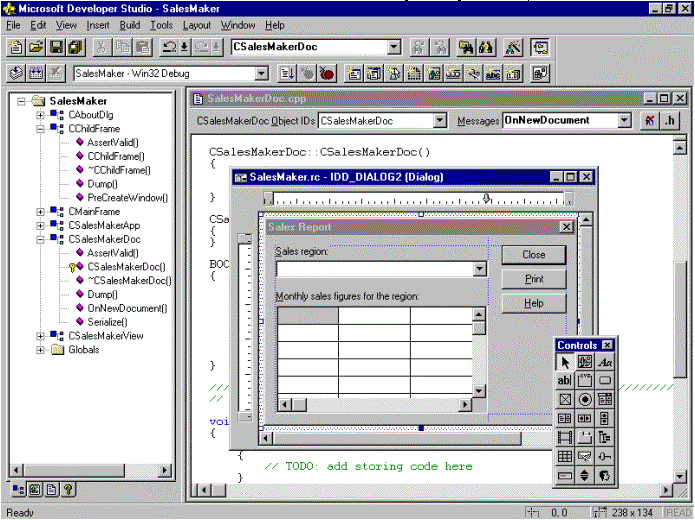 Microsoft Developer Studio - SalesMaker
File Edit View Insert Build Tools Layout Window Help
CSalesMakerDoc
SalesMaker - Win32 Debug
SalesMaker
CAboutDlg
CChildFrame
AssertValid()
CChildFrame()
~CChildFrame()
Dump()
PreCreateWindow()
CMainFrame
CSalesMakerApp
CSalesMakerDoc
AssertValid()
CSalesMakerDoc()
~CSalesMakerDoc()
Dump()
OnNewDocument()
Serialize()
CSalesMakerView
Globals
SalesMakerDoc.cpp
CSalesMakerDoc Object IDs CSalesMakerDoc Messages OnNewDocument .h
CSalesMakerDoc::CSalesMakerDoc()
{
}
CSa
{
}
BOO
{
}
///
//
voi
{
{
// TODO: add storing code here
}
SalesMaker.rc - IDD_DIALOG2 (Dialog)
Sales Report
Sales region:
Close
Print
Help
Monthly sales figures for the region:
Controls
Aa
ab|
Ready
0, 0 238 x 134 READ